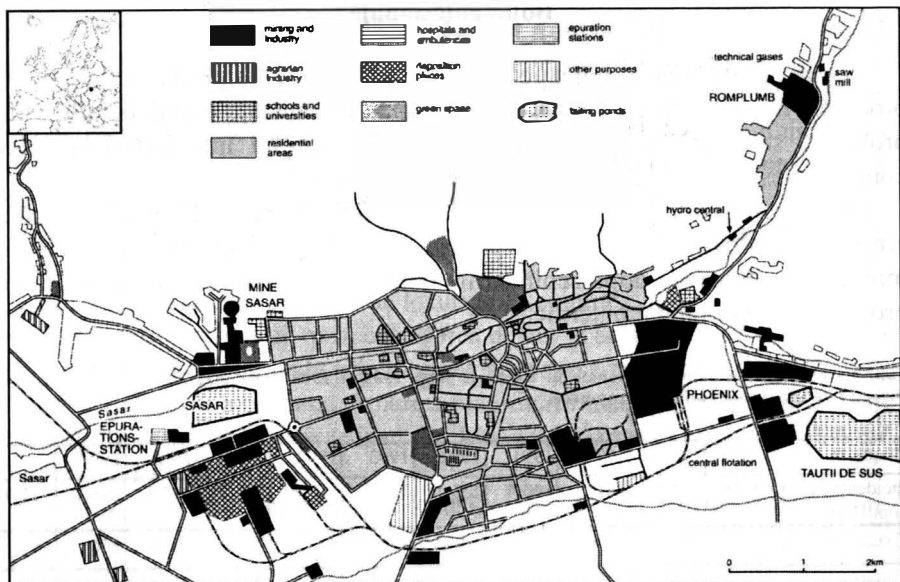 mining and
industry
agrarian
industry
schools and
universities
residential
areas
hospitals and
ambulances
deposition
places
green space
epuration
stations
other purposes
tailing ponds
technical gases
saw
mill
ROMPLUMB
hydro central
MINE
SASAR
Sasar
SASAR
EPURA-
TIONS-
STATION
Sasar
PHOENIX
central flotation
TAUTII DE SUS
0 1 2km